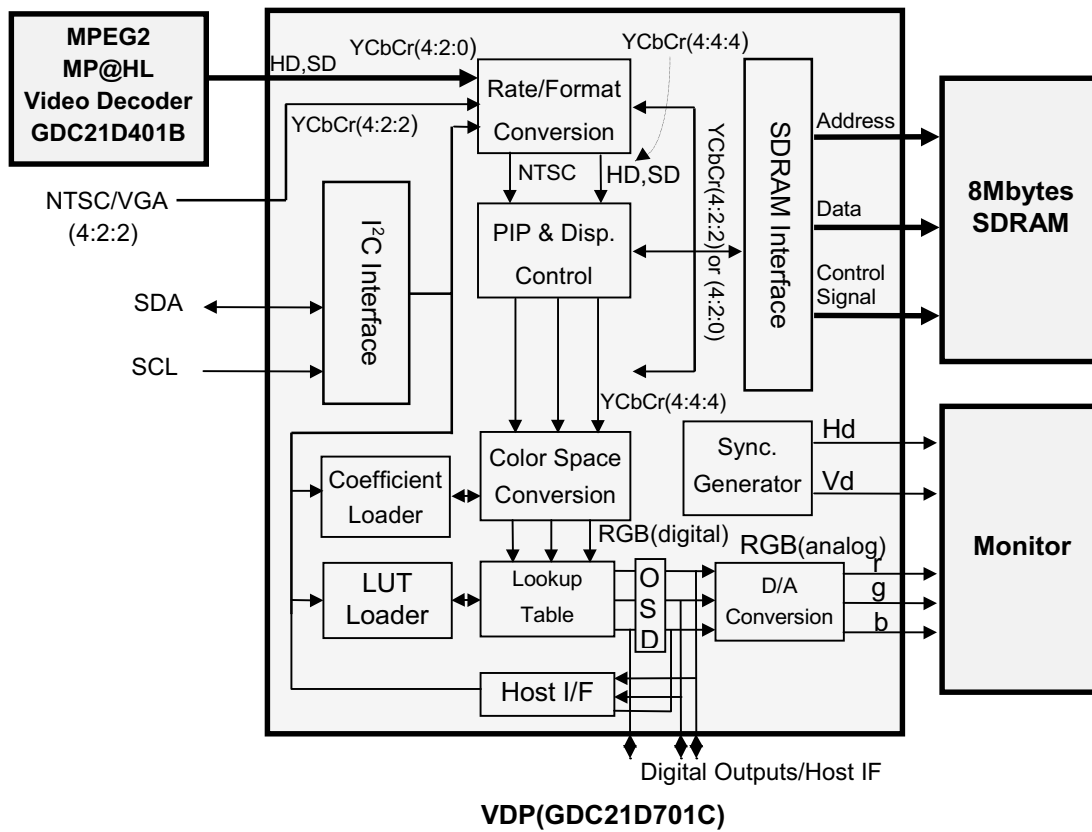 MPEG2
MP@HL
Video Decoder
GDC21D401B
YCbCr(4:2:0)
HD,SD
YCbCr(4:2:2)
NTSC/VGA
(4:2:2)
SDA
SCL
I²C Interface
Rate/Format
Conversion
YCbCr(4:4:4)
NTSC
HD,SD
PIP & Disp.
Control
YCbCr(4:2:2) or (4:2:0)
SDRAM Interface
Address
Data
Control
Signal
8Mbytes
SDRAM
YCbCr(4:4:4)
Color Space
Conversion
Coefficient
Loader
Sync.
Generator
Hd
Vd
Monitor
RGB(digital)
RGB(analog)
LUT
Loader
Lookup
Table
O
S
D
D/A
Conversion
r
g
b
Host I/F
Digital Outputs/Host IF
VDP(GDC21D701C)